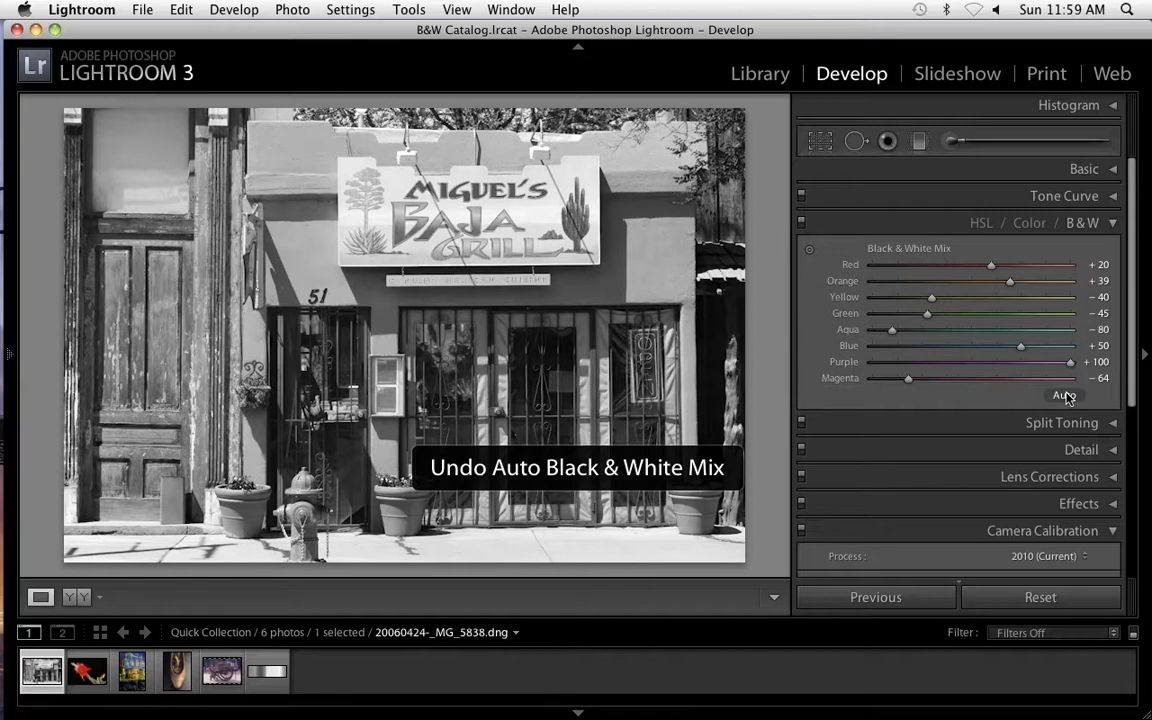 Lightroom File Edit Develop Photo Settings Tools View Window Help Sun 11:59 AM
B&W Catalog.lrcat - Adobe Photoshop Lightroom - Develop
Lr ADOBE PHOTOSHOP
LIGHTROOM 3
Library Develop Slideshow Print Web
Histogram
Basic
Tone Curve
HSL / Color / B&W
Black & White Mix
Red + 20
Orange + 39
Yellow - 40
Green - 45
Aqua - 80
Blue + 50
Purple + 100
Magenta - 64
Auto
Split Toning
Detail
Lens Corrections
Effects
Camera Calibration
Process : 2010 (Current)
Previous Reset
MIGUEL'S
BAJA
GRILL
51
OPEN
Undo Auto Black & White Mix
YY
1 2 Quick Collection / 6 photos / 1 selected / 20060424-_MG_5838.dng Filter : Filters Off